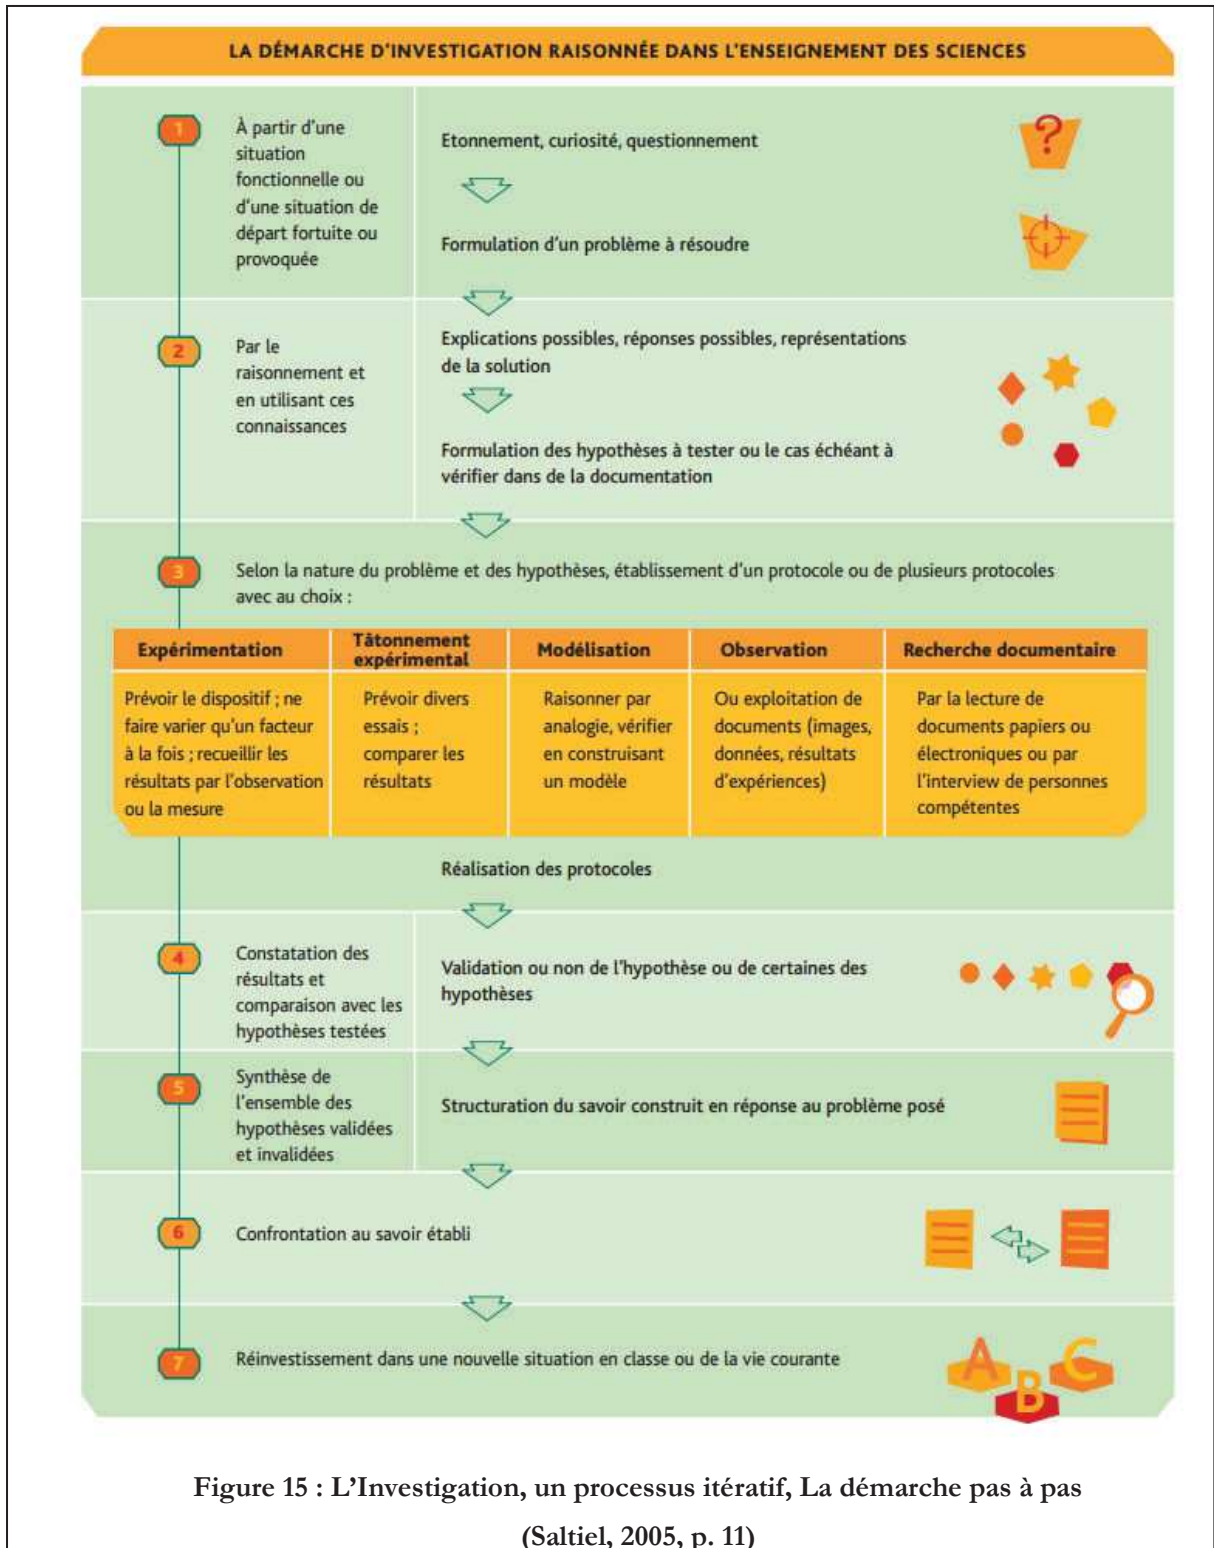 LA DÉMARCHE D'INVESTIGATION RAISONNÉE DANS L'ENSEIGNEMENT DES SCIENCES
1
À partir d'une
situation
fonctionnelle ou
d'une situation de
départ fortuite ou
provoquée
Etonnement, curiosité, questionnement
?
Formulation d'un problème à résoudre
2
Par le
raisonnement et
en utilisant ces
connaissances
Explications possibles, réponses possibles, représentations
de la solution
Formulation des hypothèses à tester ou le cas échéant à
vérifier dans de la documentation
3
Selon la nature du problème et des hypothèses, établissement d'un protocole ou de plusieurs protocoles
avec au choix :
Expérimentation
Prévoir le dispositif ; ne
faire varier qu'un facteur
à la fois ; recueillir les
résultats par l'observation
ou la mesure
Tâtonnement
expérimental
Prévoir divers
essais ;
comparer les
résultats
Modélisation
Raisonner par
analogie, vérifier
en construisant
un modèle
Observation
Ou exploitation de
documents (images,
données, résultats
d'expériences)
Recherche documentaire
Par la lecture de
documents papiers ou
électroniques ou par
l'interview de personnes
compétentes
Réalisation des protocoles
4
Constatation des
résultats et
comparaison avec les
hypothèses testées
Validation ou non de l'hypothèse ou de certaines des
hypothèses
5
Synthèse de
l'ensemble des
hypothèses validées
et invalidées
Structuration du savoir construit en réponse au problème posé
6
Confrontation au savoir établi
7
Réinvestissement dans une nouvelle situation en classe ou de la vie courante
A B C
Figure 15 : L'Investigation, un processus itératif, La démarche pas à pas
(Saltiel, 2005, p. 11)